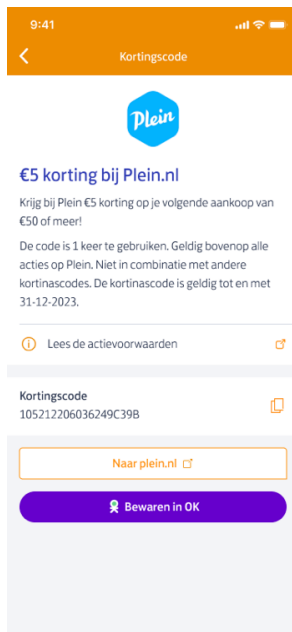 9:41
Kortingscode
Plein
€5 korting bij Plein.nl
Krijg bij Plein €5 korting op je volgende aankoop van
€50 of meer!
De code is 1 keer te gebruiken. Geldig bovenop alle
acties op Plein. Niet in combinatie met andere
kortinascodes. De kortinascode is geldig tot en met
31-12-2023.
Lees de actievoorwaarden
Kortingscode
105212206036249C39B
Naar plein.nl
Bewaren in OK